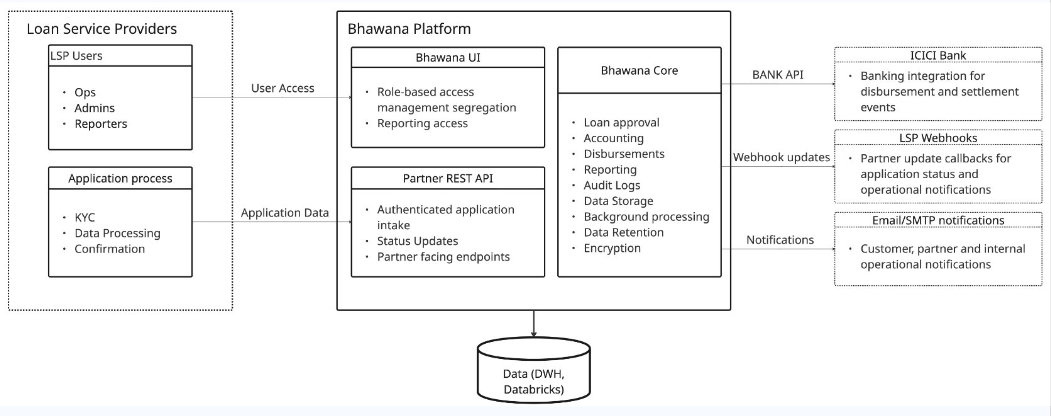 Loan Service Providers
LSP Users
• Ops
• Admins
• Reporters
Application process
• KYC
• Data Processing
• Confirmation
User Access
Application Data
Bhawana Platform
Bhawana UI
• Role-based access
management segregation
• Reporting access
Partner REST API
• Authenticated application
intake
• Status Updates
• Partner facing endpoints
Bhawana Core
• Loan approval
• Accounting
• Disbursements
• Reporting
• Audit Logs
• Data Storage
• Background processing
• Data Retention
• Encryption
BANK API
Webhook updates
Notifications
ICICI Bank
• Banking integration for
disbursement and settlement
events
LSP Webhooks
• Partner update callbacks for
application status and
operational notifications
Email/SMTP notifications
• Customer, partner and internal
operational notifications
Data (DWH,
Databricks)